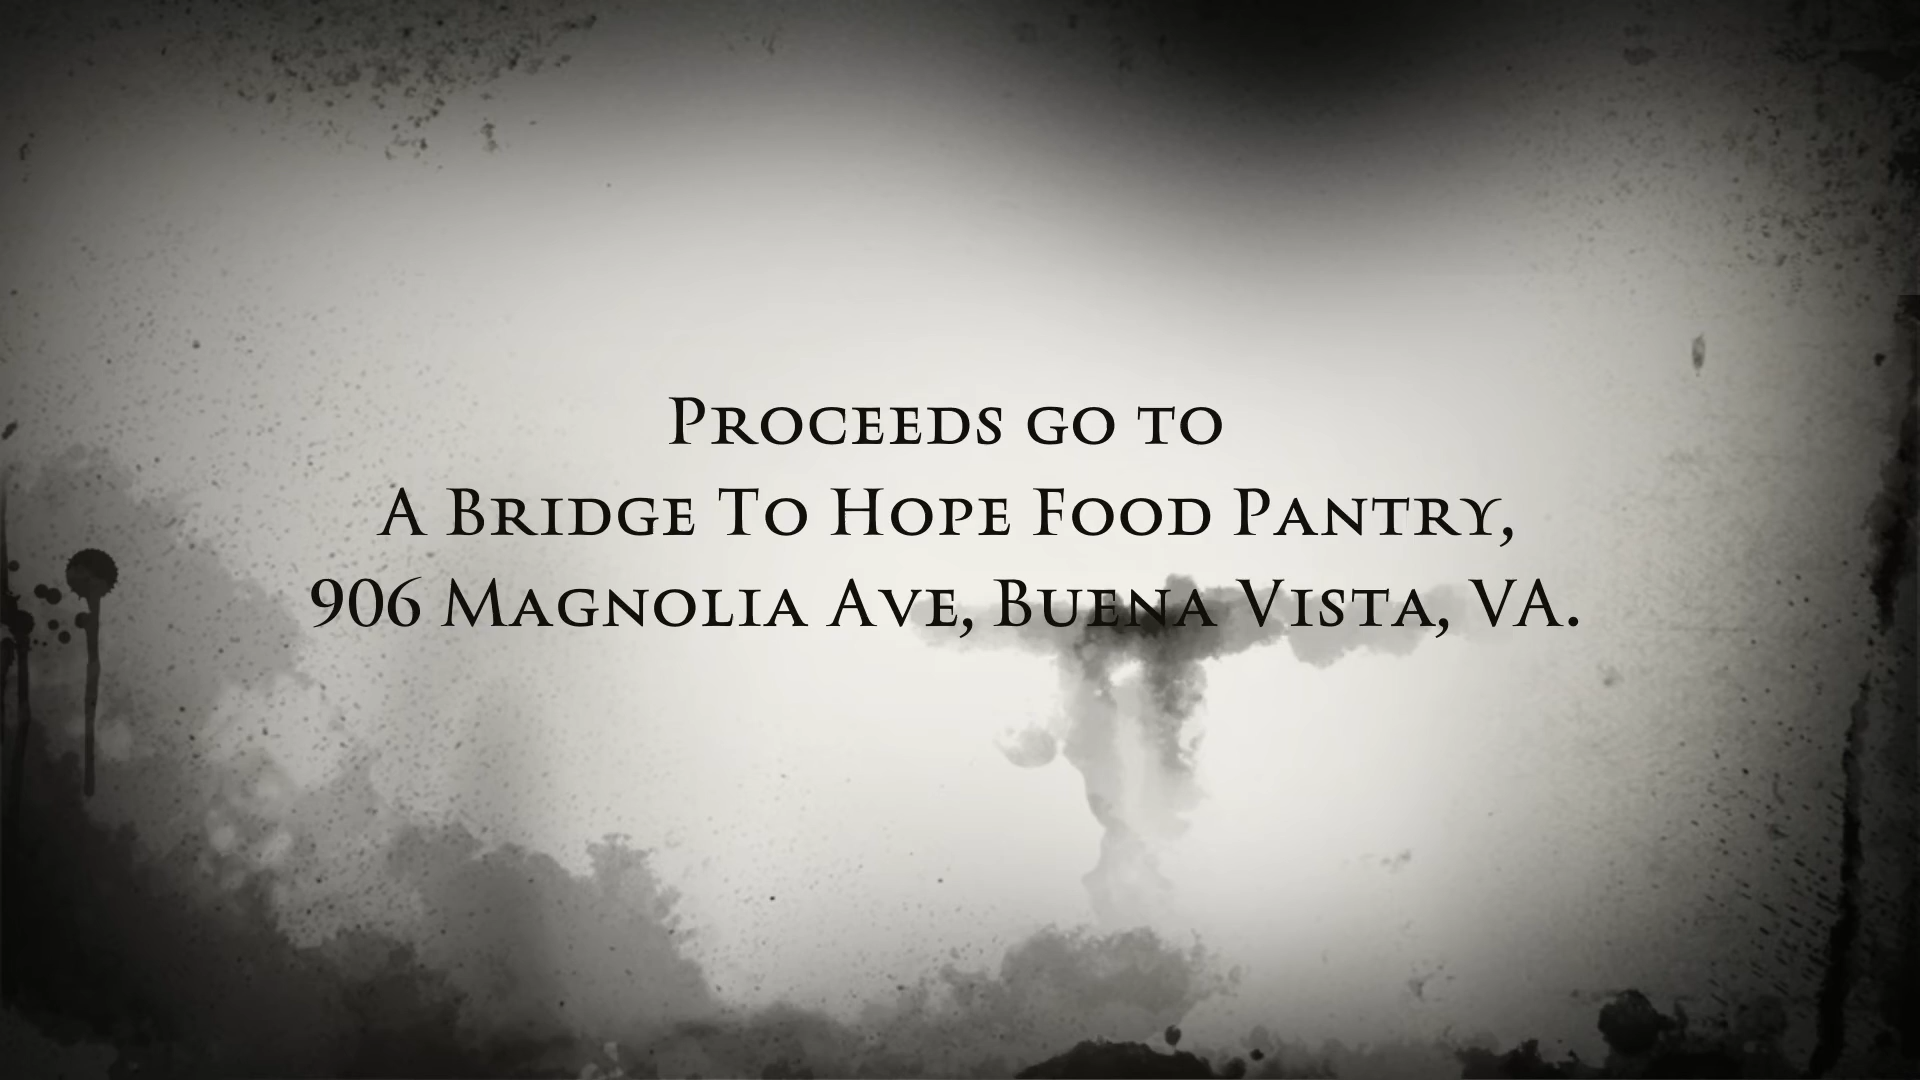 Proceeds go to
A Bridge To Hope Food Pantry,
906 Magnolia Ave, Buena Vista, VA.